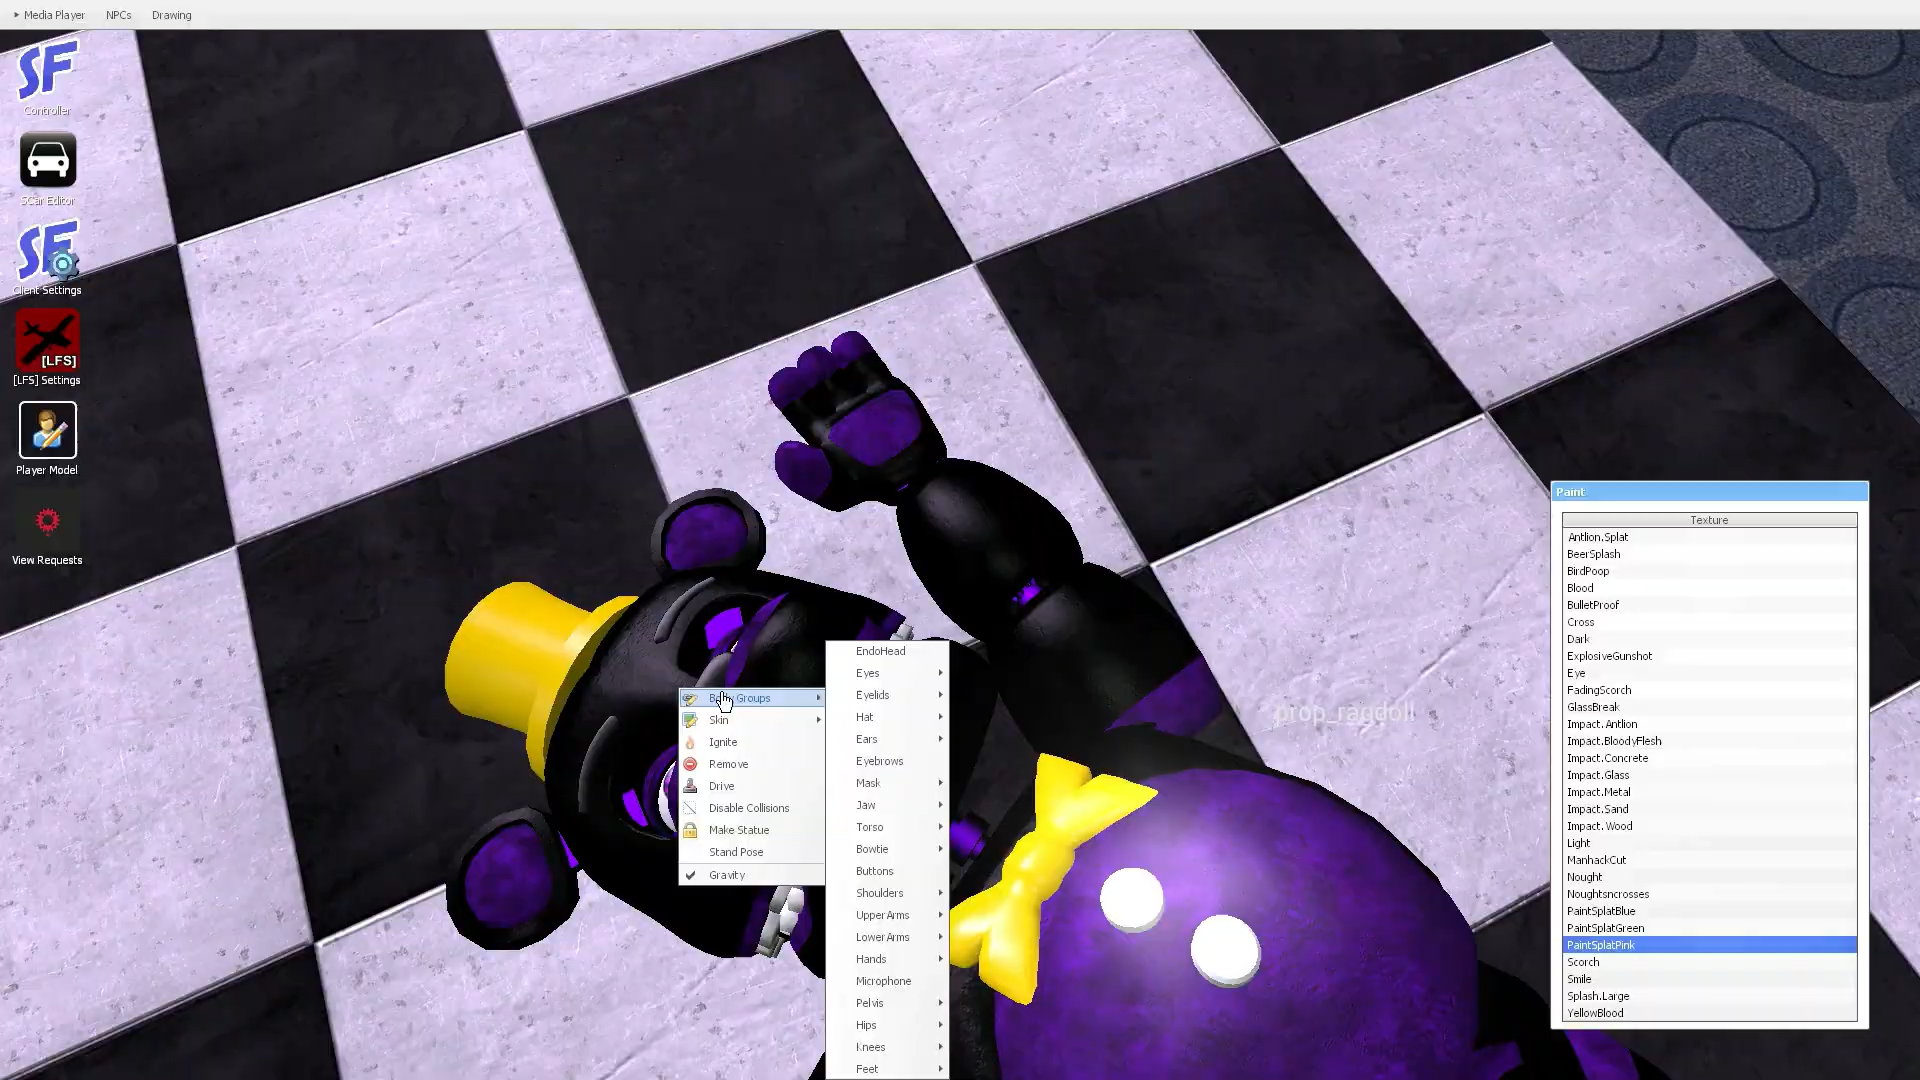 Media Player NPCs Drawing
SF
Controller
SCar Editor
SF
Client Settings
[LFS]
[LFS] Settings
Player Model
View Requests
Body Groups
Skin
Ignite
Remove
Drive
Disable Collisions
Make Statue
Stand Pose
Gravity
EndoHead
Eyes
Eyelids
Hat
Ears
Eyebrows
Mask
Jaw
Torso
Bowtie
Buttons
Shoulders
Upper Arms
Lower Arms
Hands
Microphone
Pelvis
Hips
Knees
Feet
prop_ragdoll
Paint
Texture
Antlion.Splat
BeerSplash
BirdPoop
Blood
BulletProof
Cross
Dark
ExplosiveGunshot
Eye
FadingScorch
GlassBreak
Impact.Antlion
Impact.BloodyFlesh
Impact.Concrete
Impact.Glass
Impact.Metal
Impact.Sand
Impact.Wood
Light
ManhackCut
Nought
Noughtsncrosses
PaintSplatBlue
PaintSplatGreen
PaintSplatPink
Scorch
Smile
Splash.Large
YellowBlood